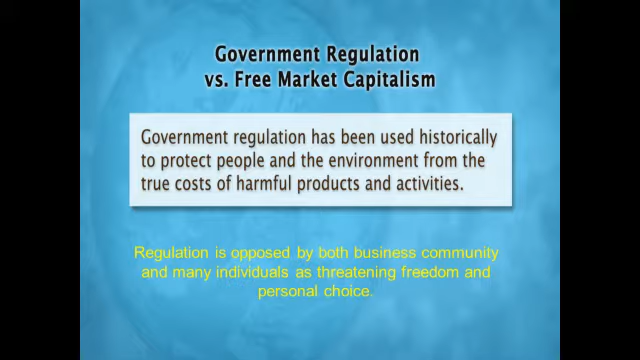 Government Regulation
vs. Free Market Capitalism
Government regulation has been used historically
to protect people and the environment from the
true costs of harmful products and activities.
Regulation is opposed by both business community
and many individuals as threatening freedom and
personal choice.